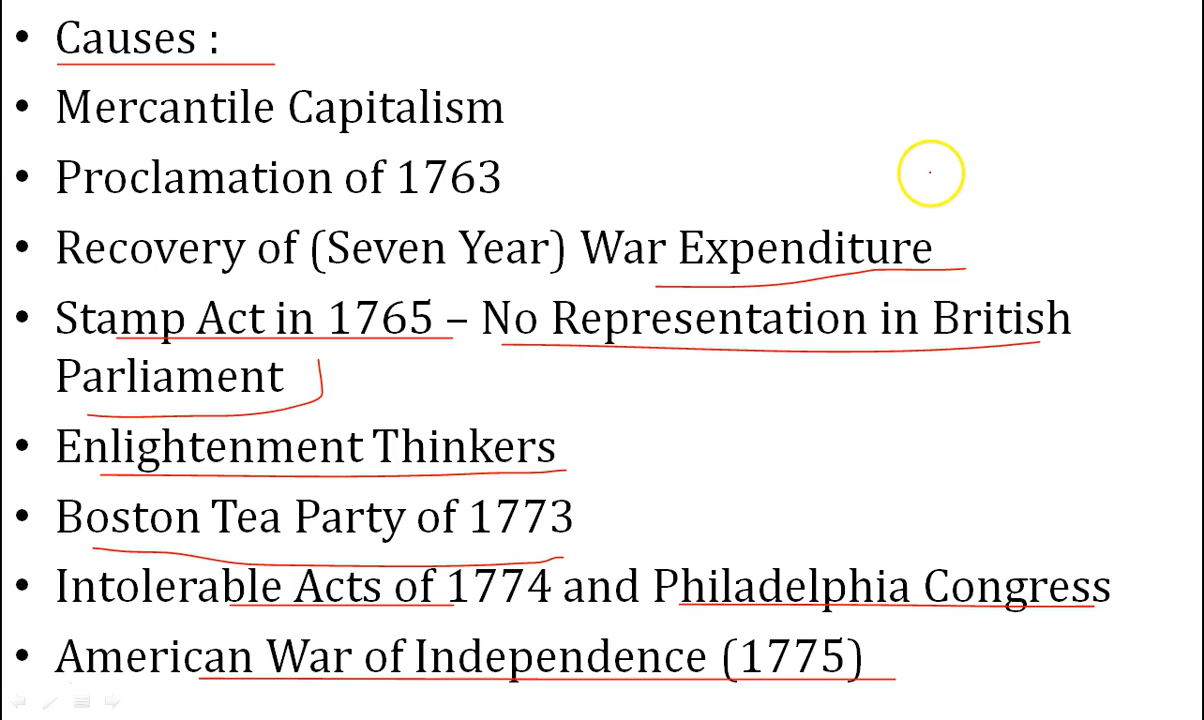 • Causes :
• Mercantile Capitalism
• Proclamation of 1763
• Recovery of (Seven Year) War Expenditure
• Stamp Act in 1765 – No Representation in British
Parliament
• Enlightenment Thinkers
• Boston Tea Party of 1773
• Intolerable Acts of 1774 and Philadelphia Congress
• American War of Independence (1775)